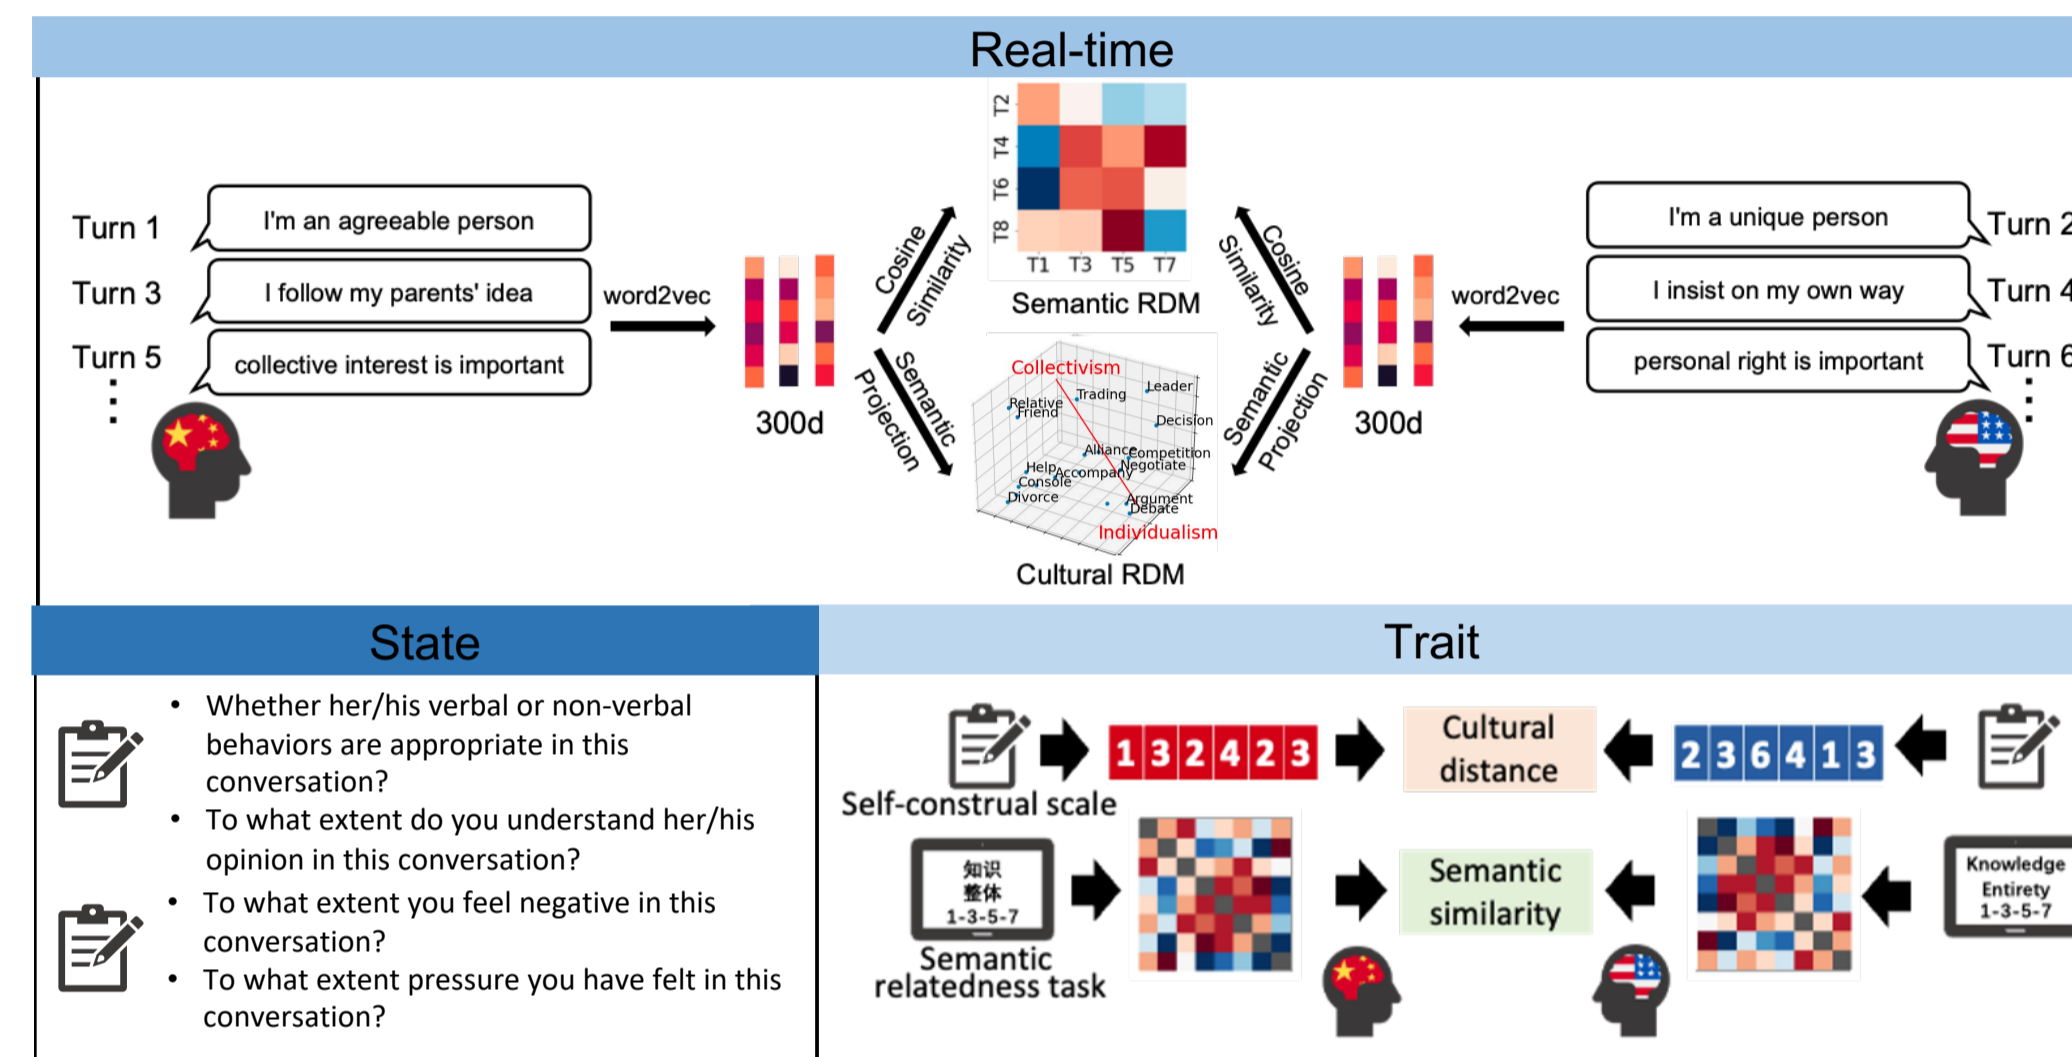 Real-time
Turn 1
I'm an agreeable person
Turn 3
I follow my parents' idea
Turn 5
collective interest is important
word2vec
300d
Cosine
Similarity
Semantic
Projection
T2
T4
T6
T8
T1 T3 T5 T7
Semantic RDM
Collectivism
Leader
Trading
Relative
Friend
Decision
Alliance
Competition
Negotiate
Help
Accompany
Console
Divorce
Argument
Debate
Individualism
Cultural RDM
Cosine
Similarity
Semantic
Projection
300d
word2vec
I'm a unique person
Turn 2
I insist on my own way
Turn 4
personal right is important
Turn 6
State
• Whether her/his verbal or non-verbal
behaviors are appropriate in this
conversation?
• To what extent do you understand her/his
opinion in this conversation?
• To what extent you feel negative in this
conversation?
• To what extent pressure you have felt in this
conversation?
Trait
Self-construal scale
1 3 2 4 2 3
Cultural
distance
2 3 6 4 1 3
知识
整体
1-3-5-7
Semantic
relatedness task
Semantic
similarity
Knowledge
Entirety
1-3-5-7